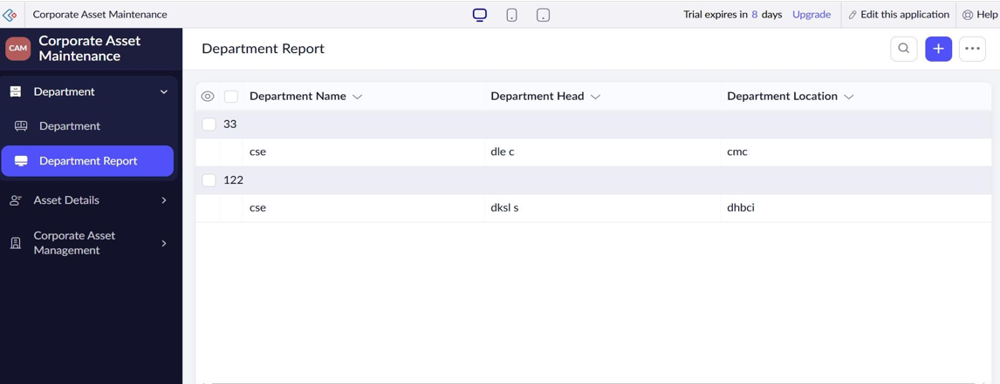 Corporate Asset Maintenance
Trial expires in 8 days Upgrade
Edit this application
Help
CAM
Corporate Asset
Maintenance
Department
Department
Department Report
Asset Details
Corporate Asset
Management
Department Report
Department Name Department Head Department Location
33
cse dle c cmc
122
cse dksl s dhbci